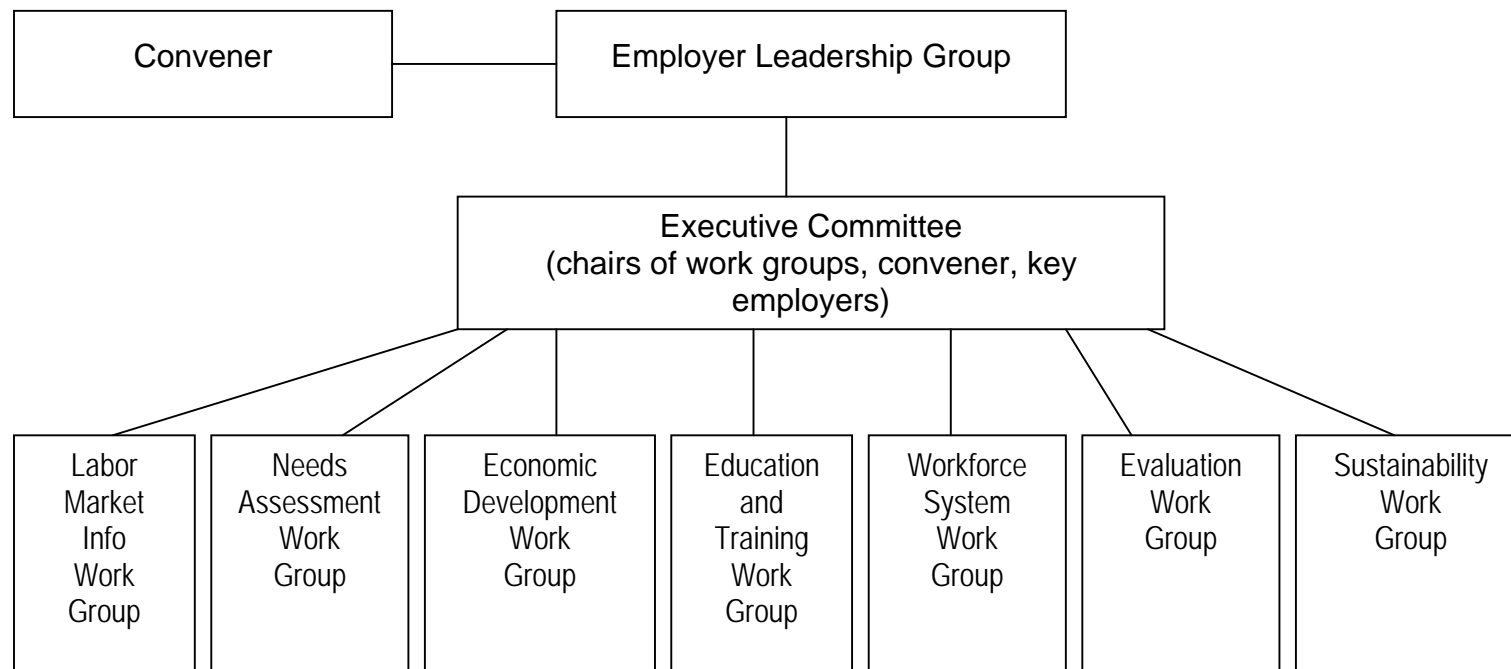 Convener
Employer Leadership Group
Executive Committee
(chairs of work groups, convener, key
employers)
Labor
Market
Info
Work
Group
Needs
Assessment
Work
Group
Economic
Development
Work
Group
Education
and
Training
Work
Group
Workforce
System
Work
Group
Evaluation
Work
Group
Sustainability
Work
Group